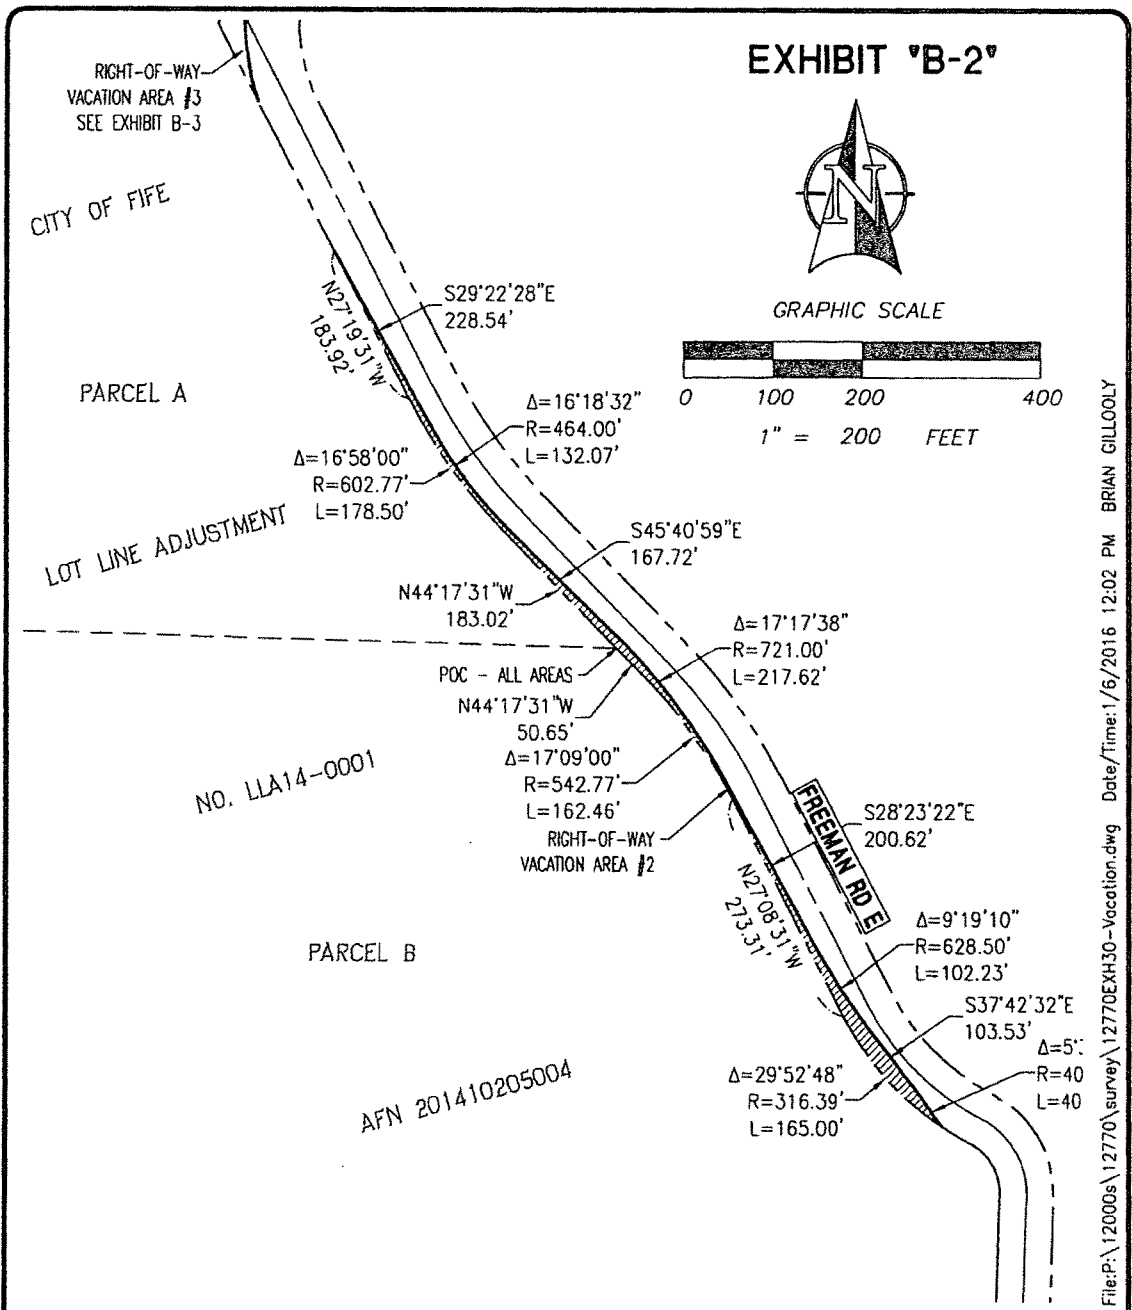 EXHIBIT "B-2"
RIGHT-OF-WAY
VACATION AREA #3
SEE EXHIBIT B-3
CITY OF FIFE
N
GRAPHIC SCALE
0 100 200 400
1" = 200 FEET
S29°22'28"E
228.54'
N27°19'31"W
183.92'
PARCEL A
Δ=16°18'32"
R=464.00'
L=132.07'
Δ=16°58'00"
R=602.77'
L=178.50'
LOT LINE ADJUSTMENT
S45°40'59"E
167.72'
N44°17'31"W
183.02'
Δ=17°17'38"
R=721.00'
L=217.62'
POC - ALL AREAS
N44°17'31"W
50.65'
Δ=17°09'00"
R=542.77'
L=162.46'
NO. LLA14-0001
RIGHT-OF-WAY
VACATION AREA #2
FREEMAN RD E
S28°23'22"E
200.62'
N27°08'31"W
273.31'
PARCEL B
Δ=9°19'10"
R=628.50'
L=102.23'
S37°42'32"E
103.53'
Δ=5°
R=40
L=40
Δ=29°52'48"
R=316.39'
L=165.00'
AFN 201410205004
File:P:\12000s\12770\survey\12770EXH30-Vacation.dwg Date/Time:1/6/2016 12:02 PM BRIAN GILLOOLY